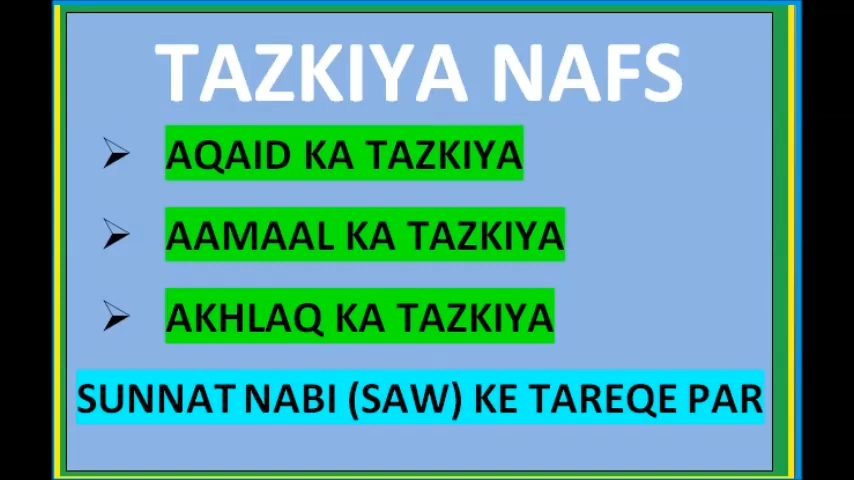 TAZKIYA NAFS
AQAID KA TAZKIYA
AAMAAL KA TAZKIYA
AKHLAQ KA TAZKIYA
SUNNAT NABI (SAW) KE TAREQE PAR